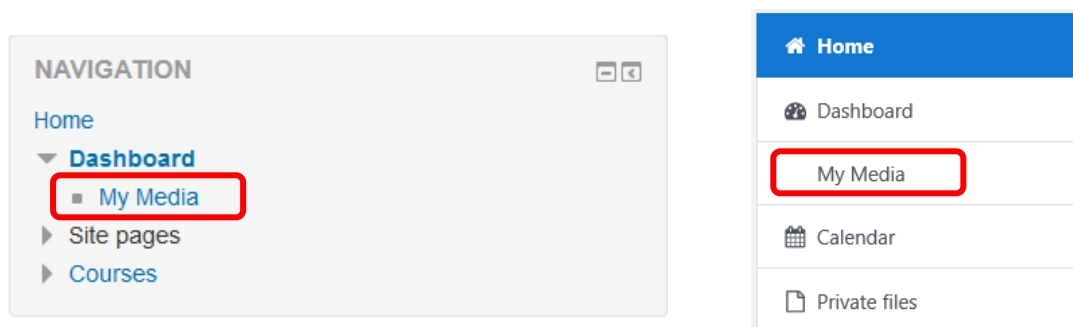 NAVIGATION
Home
Dashboard
My Media
Site pages
Courses
Home
Dashboard
My Media
Calendar
Private files